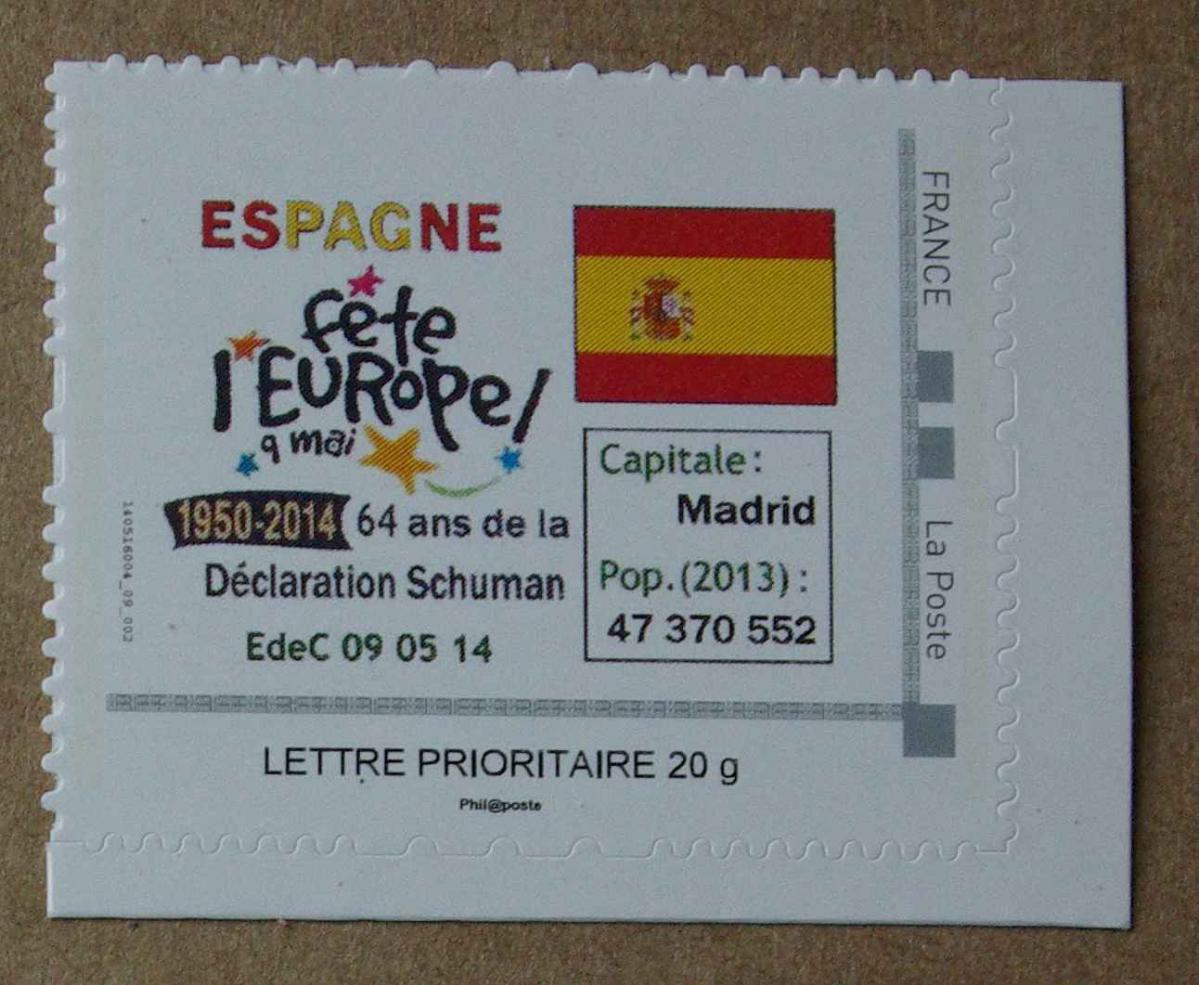 ESPAGNE
fête
l'EUROpe!
9 mai
1950-2014 64 ans de la
Déclaration Schuman
EdeC 09 05 14
Capitale :
Madrid
Pop. (2013) :
47 370 552
FRANCE
La Poste
140516004_09_002
LETTRE PRIORITAIRE 20 g
Phil@poste